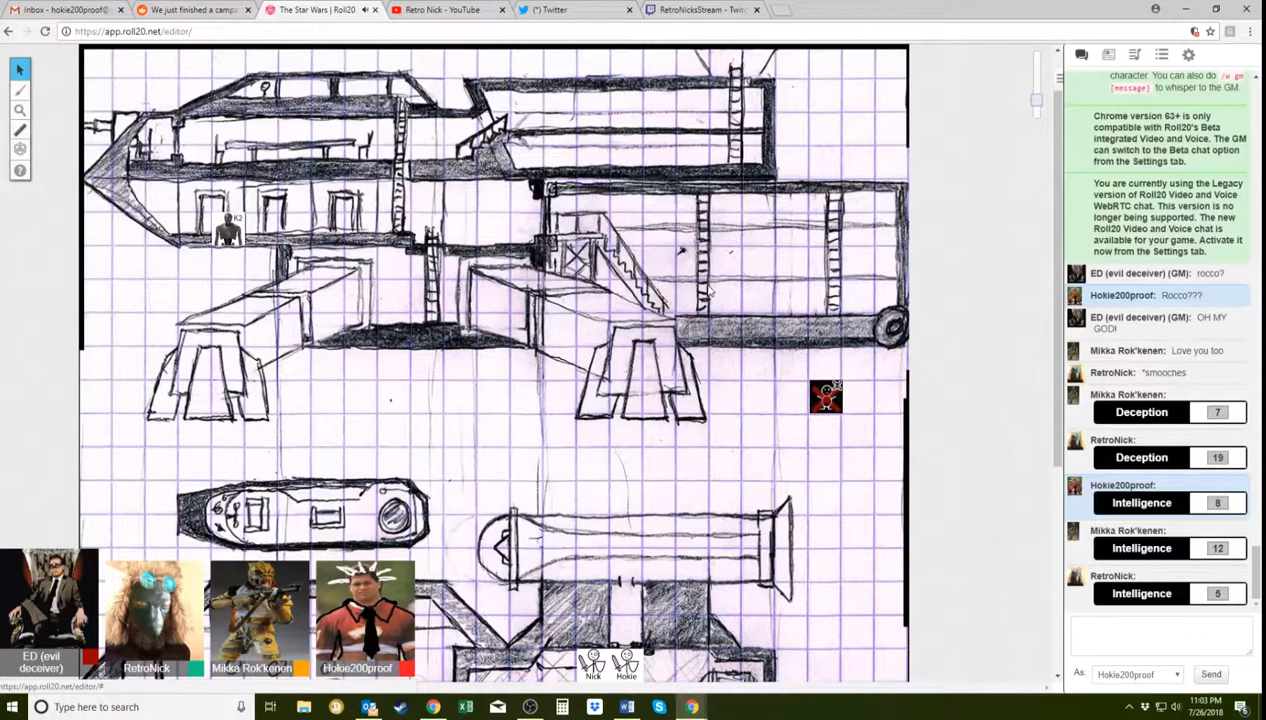 Inbox - hokie200proof@
We just finished a campa
The Star Wars | Roll20
Retro Nick - YouTube
(*) Twitter
RetroNicksStream - Twitc
https://app.roll20.net/editor/
character. You can also do /w gm
[message] to whisper to the GM.
Chrome version 63+ is only
compatible with Roll20's Beta
integrated Video and Voice. The GM
can switch to the Beta chat option
from the Settings tab.
You are currently using the Legacy
version of Roll20 Video and Voice
WebRTC chat. This version is no
longer being supported. The new
Roll20 Video and Voice chat is
available for your game. Activate it
now from the Settings tab.
ED (evil deceiver) (GM): rocco?
Hokie200proof: Rocco???
ED (evil deceiver) (GM): OH MY
GOD!
Mikka Rok'kenen: Love you too
RetroNick: *smooches
Mikka Rok'kenen:
Deception 7
RetroNick:
Deception 19
Hokie200proof:
Intelligence 8
Mikka Rok'kenen:
Intelligence 12
RetroNick:
Intelligence 5
As: Hokie200proof Send
K2
Nick
Hokie
ED (evil
deceiver)
RetroNick
Mikka Rok'kenen
Hokie200proof
https://app.roll20.net/editor/#
Type here to search
11:03 PM
7/26/2018